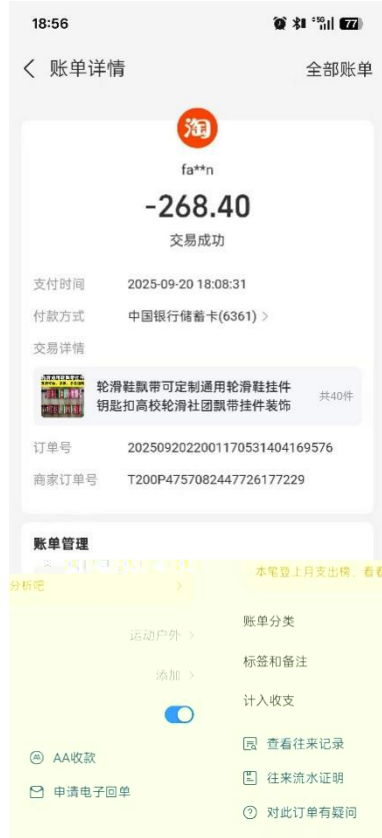 18:56
5G
77
账单详情
全部账单
淘
fa**n
-268.40
交易成功
支付时间 2025-09-20 18:08:31
付款方式 中国银行储蓄卡(6361)
交易详情
轮滑鞋飘带可定制通用轮滑鞋挂件
钥匙扣高校轮滑社团飘带挂件装饰
共40件
订单号 2025092022001170531404169576
商家订单号 T200P4757082447726177229
账单管理
本笔登上月支出榜，看看
分析吧
账单分类
运动户外
标签和备注
添加
计入收支
查看往来记录
AA收款
往来流水证明
申请电子回单
对此订单有疑问